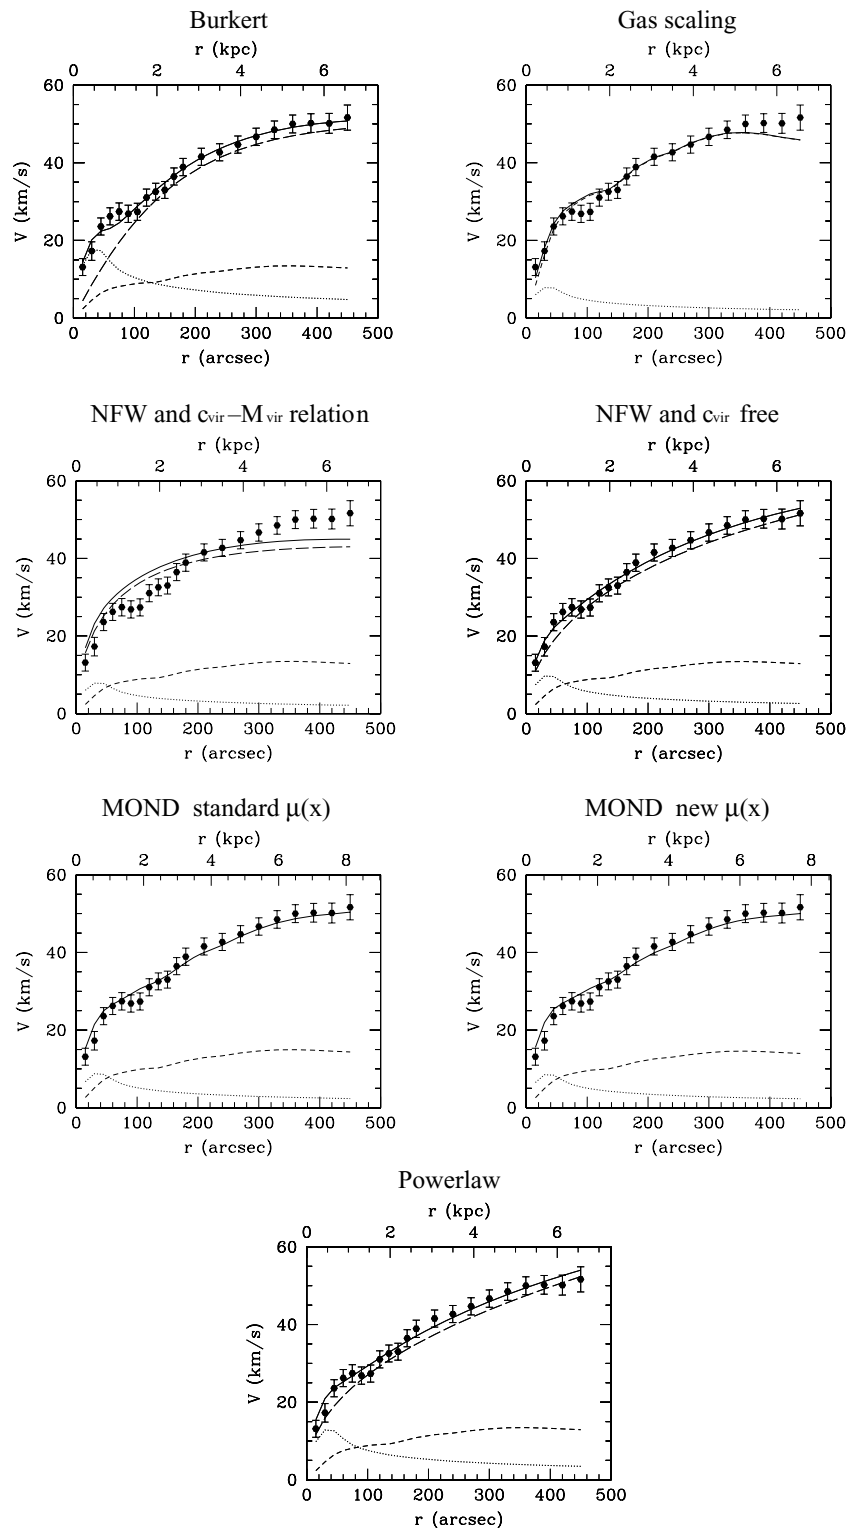 Burkert
r (kpc)
0 2 4 6
60
40
20
0
V (km/s)
0 100 200 300 400 500
r (arcsec)
Gas scaling
r (kpc)
0 2 4 6
60
40
20
0
V (km/s)
0 100 200 300 400 500
r (arcsec)
NFW and cvir–Mvir relation
r (kpc)
0 2 4 6
60
40
20
0
V (km/s)
0 100 200 300 400 500
r (arcsec)
NFW and cvir free
r (kpc)
0 2 4 6
60
40
20
0
V (km/s)
0 100 200 300 400 500
r (arcsec)
MOND standard μ(x)
r (kpc)
0 2 4 6 8
60
40
20
0
V (km/s)
0 100 200 300 400 500
r (arcsec)
MOND new μ(x)
r (kpc)
0 2 4 6 8
60
40
20
0
V (km/s)
0 100 200 300 400 500
r (arcsec)
Powerlaw
r (kpc)
0 2 4 6
60
40
20
0
V (km/s)
0 100 200 300 400 500
r (arcsec)